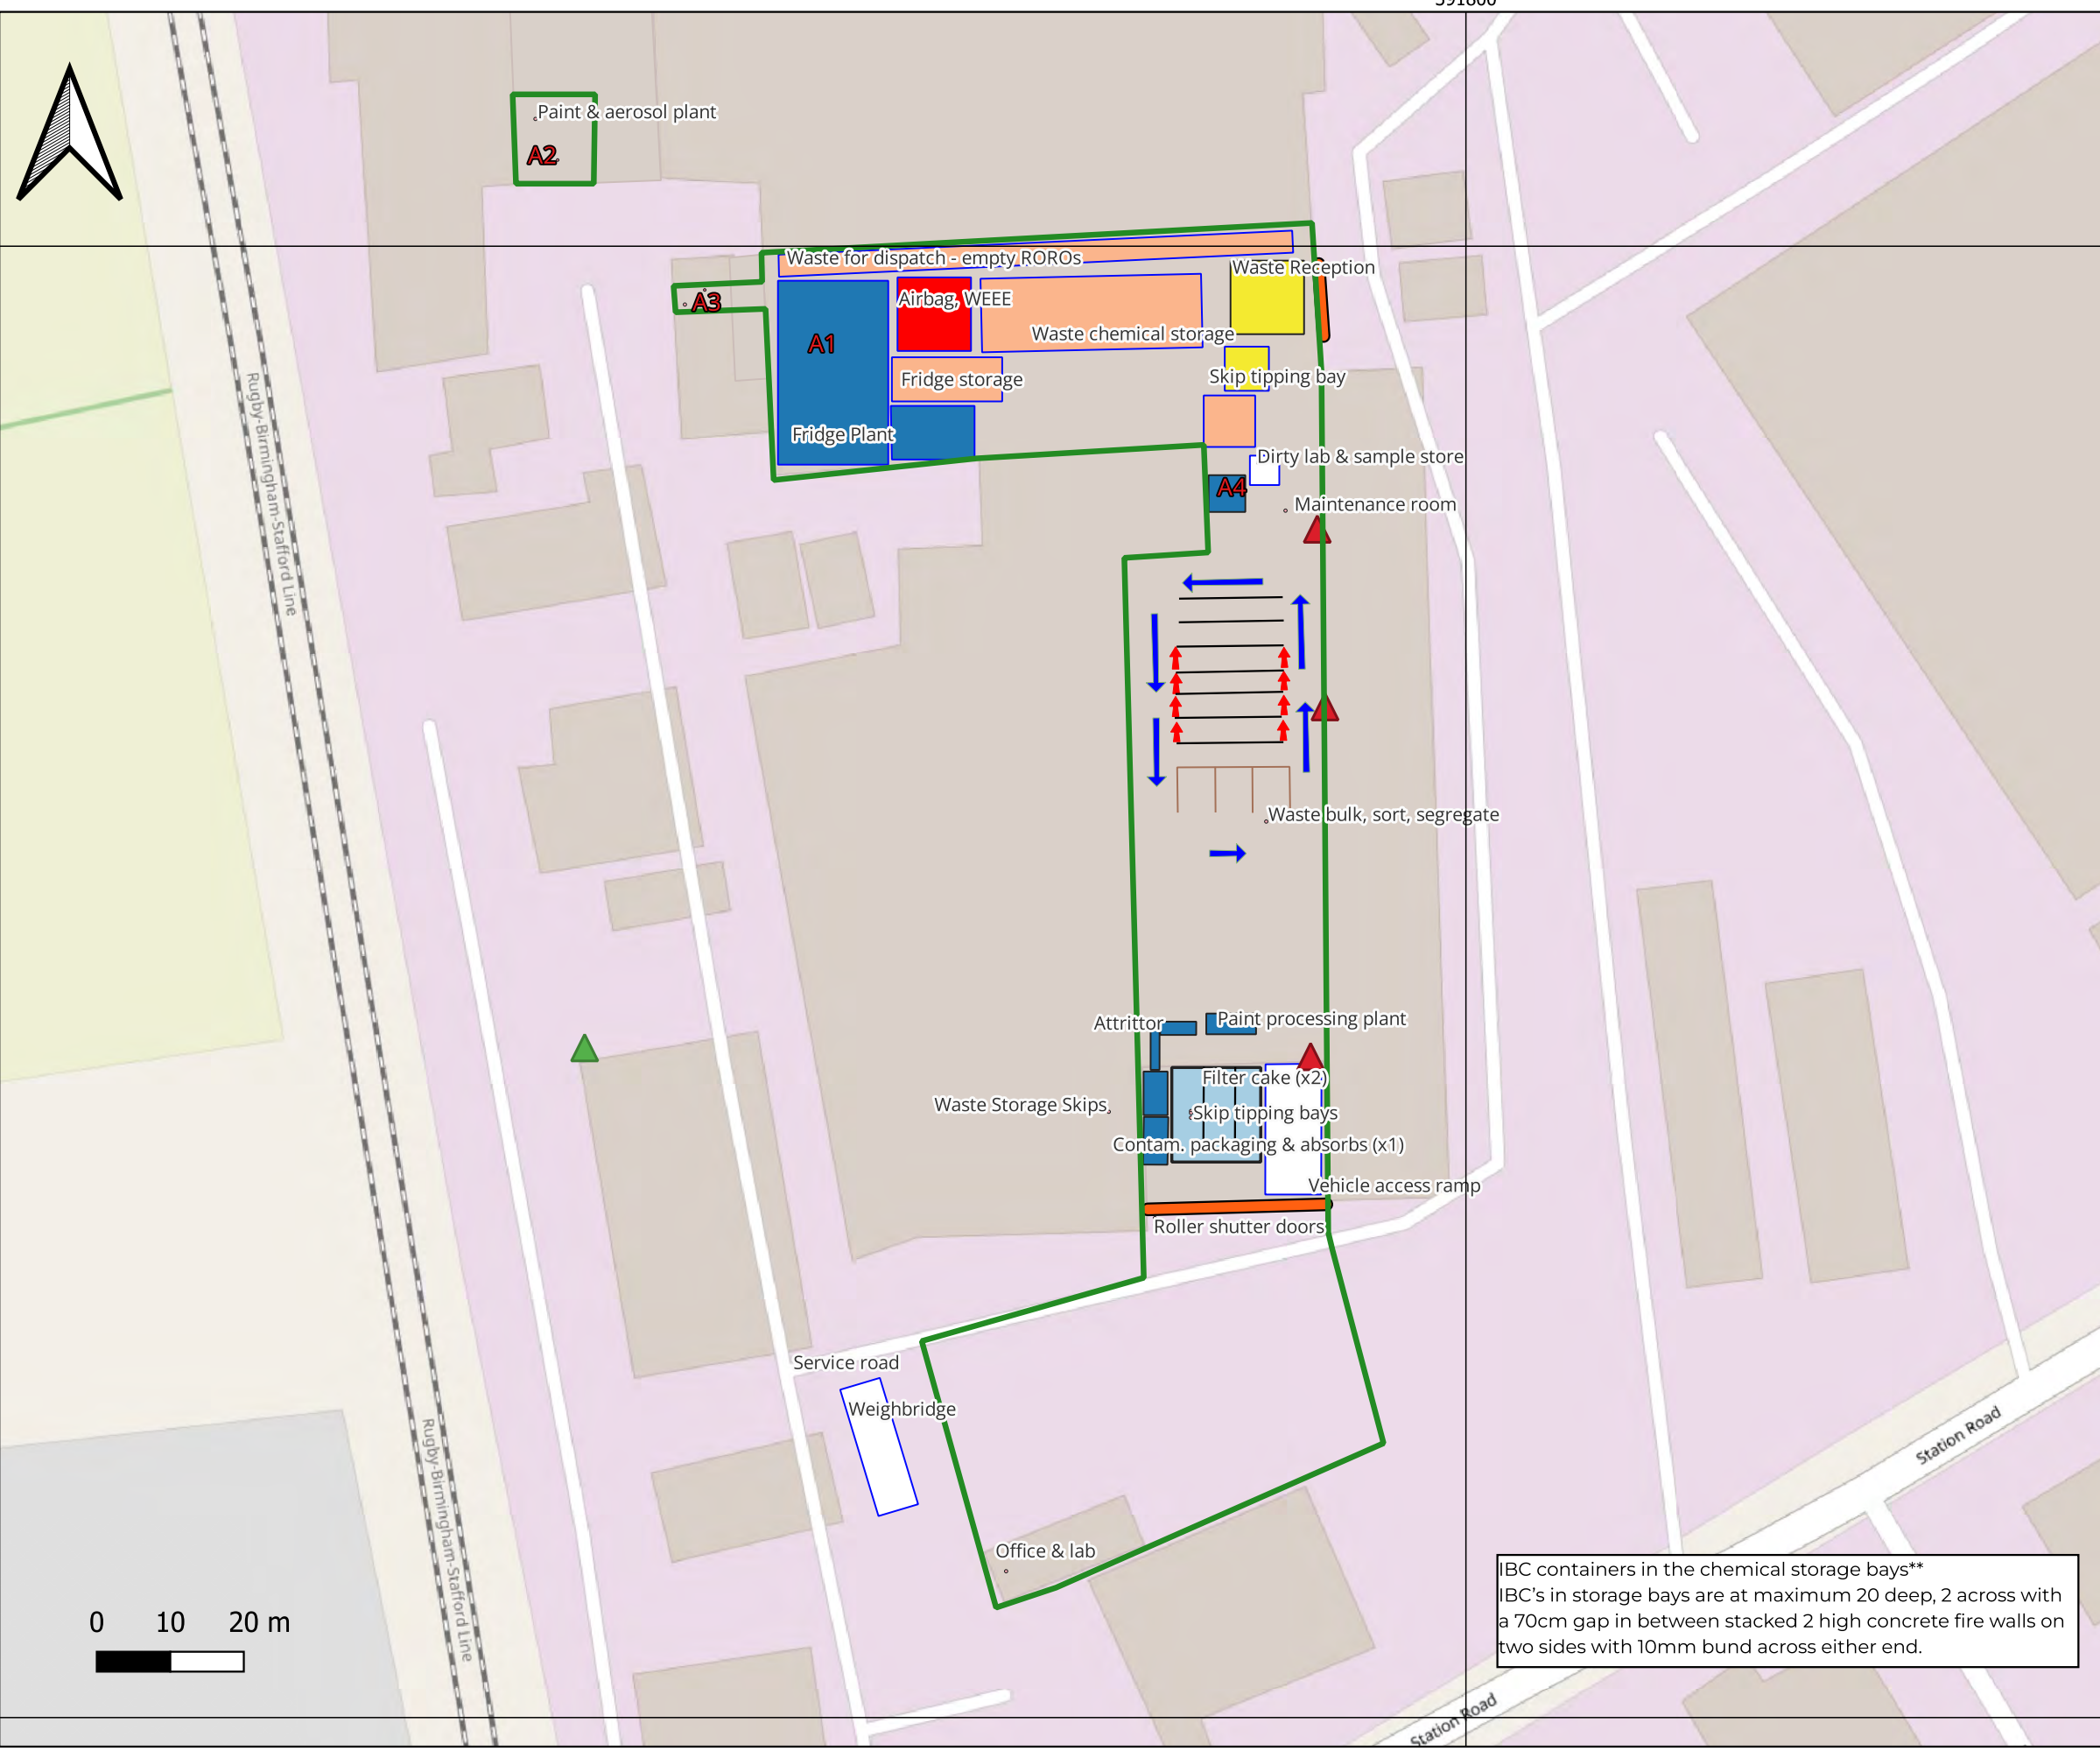 Paint & aerosol plant
A2
Waste for dispatch - empty ROROs
Waste Reception
A3
Airbag, WEEE
Waste chemical storage
A1
Fridge storage
Skip tipping bay
Fridge Plant
Dirty lab & sample store
A4
Maintenance room
Rugby-Birmingham-Stafford Line
Waste bulk, sort, segregate
Attrittor
Paint processing plant
Filter cake (x2)
Waste Storage Skips
Skip tipping bays
Contam. packaging & absorbs (x1)
Vehicle access ramp
Roller shutter doors
Service road
Weighbridge
Rugby-Birmingham-Stafford Line
Station Road
Office & lab
IBC containers in the chemical storage bays**
IBC’s in storage bays are at maximum 20 deep, 2 across with
a 70cm gap in between stacked 2 high concrete fire walls on
two sides with 10mm bund across either end.
0 10 20 m
Station Road